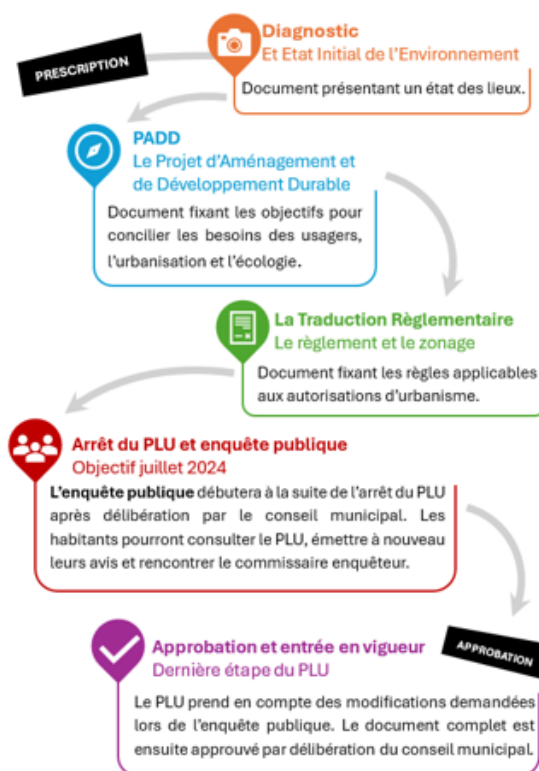 Diagnostic
Et Etat Initial de l'Environnement
PRESCRIPTION
Document présentant un état des lieux.
PADD
Le Projet d'Aménagement et
de Développement Durable
Document fixant les objectifs pour
concilier les besoins des usagers,
l'urbanisation et l'écologie.
La Traduction Règlementaire
Le règlement et le zonage
Document fixant les règles applicables
aux autorisations d'urbanisme.
Arrêt du PLU et enquête publique
Objectif juillet 2024
L'enquête publique débutera à la suite de l'arrêt du PLU
après délibération par le conseil municipal. Les
habitants pourront consulter le PLU, émettre à nouveau
leurs avis et rencontrer le commissaire enquêteur.
Approbation et entrée en vigueur
Dernière étape du PLU
APPROBATION
Le PLU prend en compte des modifications demandées
lors de l'enquête publique. Le document complet est
ensuite approuvé par délibération du conseil municipal.